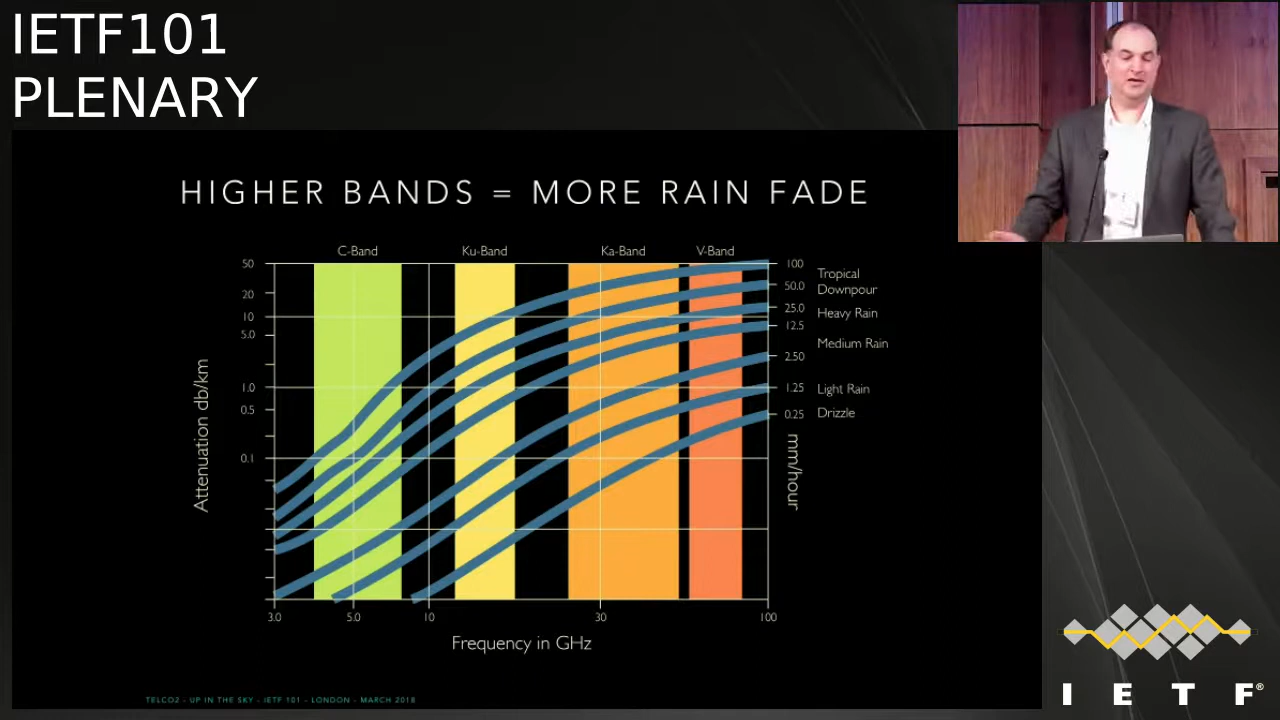 IETF101
PLENARY
HIGHER BANDS = MORE RAIN FADE
C-Band
Ku-Band
Ka-Band
V-Band
50
20
10
5.0
1.0
0.5
0.1
Attenuation db/km
100
50.0
25.0
12.5
2.50
1.25
0.25
Tropical
Downpour
Heavy Rain
Medium Rain
Light Rain
Drizzle
mm/hour
3.0
5.0
10
30
100
Frequency in GHz
TELCO2 - UP IN THE SKY - IETF 101 - LONDON - MARCH 2018
I E T F®